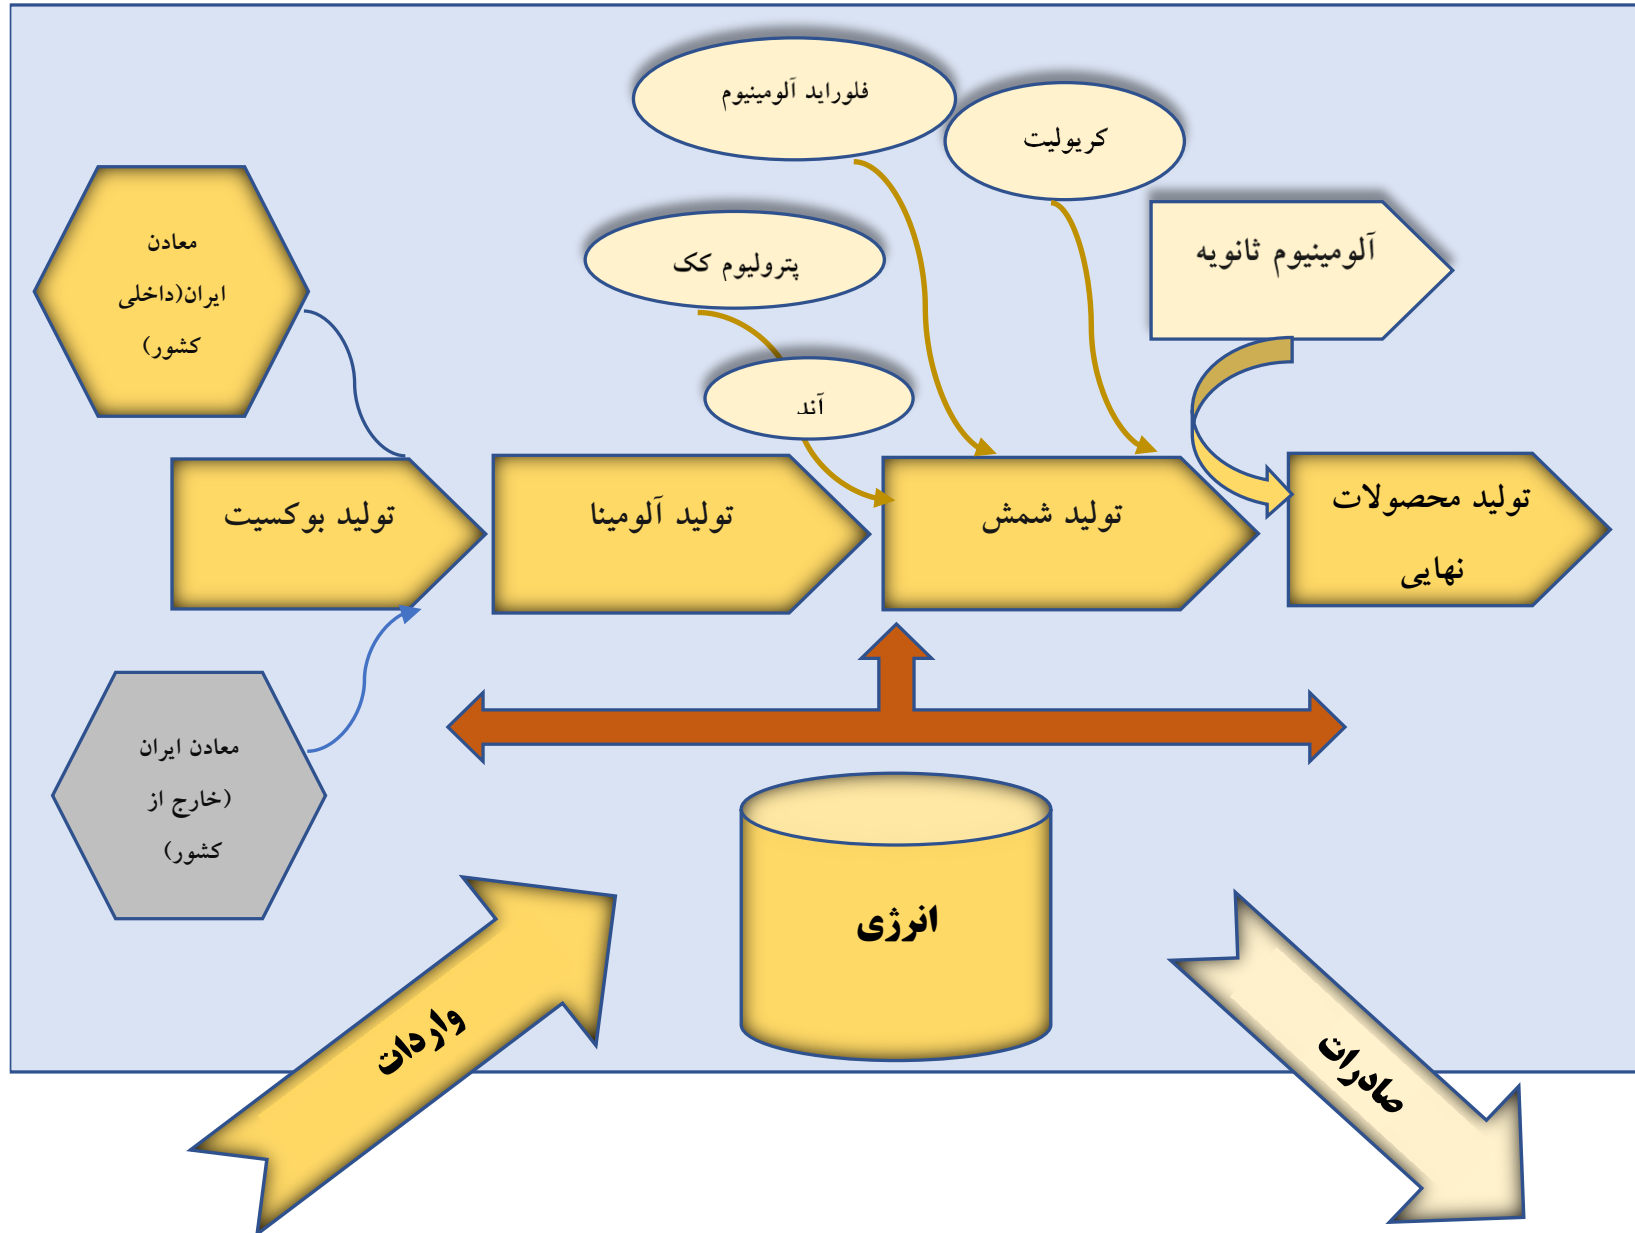 فلوراید آلومینیوم
کریولیت
معادن
ایران(داخلی
کشور)
پترولیوم کک
آلومینیوم ثانویه
آند
تولید بوکسیت
تولید آلومینا
تولید شمش
تولید محصولات
نهایی
معادن ایران
(خارج از
کشور)
انرژی
واردات
صادرات